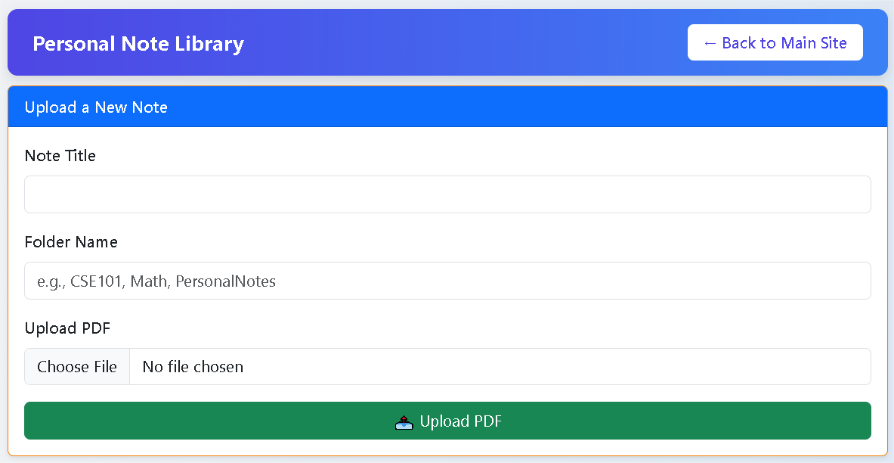 Personal Note Library
← Back to Main Site
Upload a New Note
Note Title
Folder Name
e.g., CSE101, Math, PersonalNotes
Upload PDF
Choose File No file chosen
📤 Upload PDF